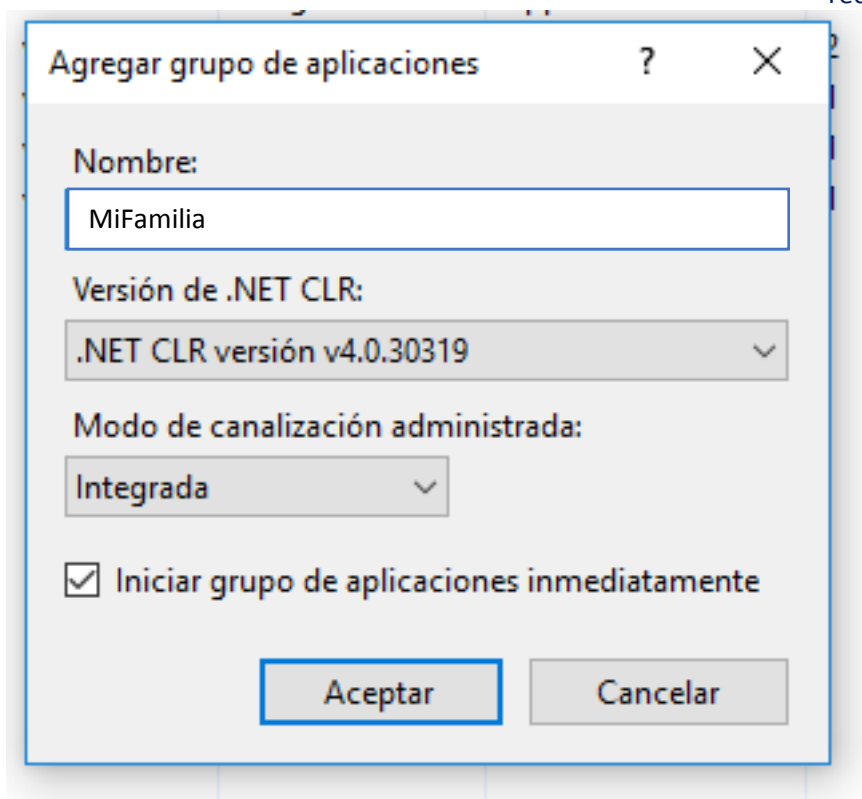 Agregar grupo de aplicaciones ?
Nombre:
MiFamilia
Versión de .NET CLR:
.NET CLR versión v4.0.30319
Modo de canalización administrada:
Integrada
Iniciar grupo de aplicaciones inmediatamente
Aceptar Cancelar